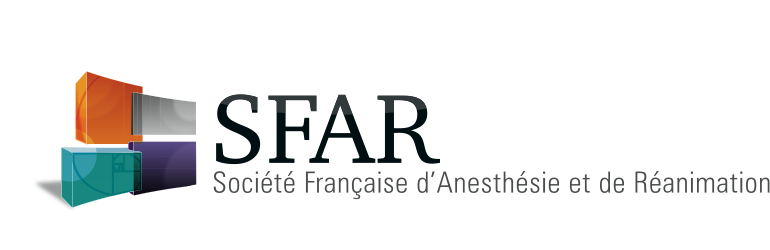 SFAR
Société Française d'Anesthésie et de Réanimation